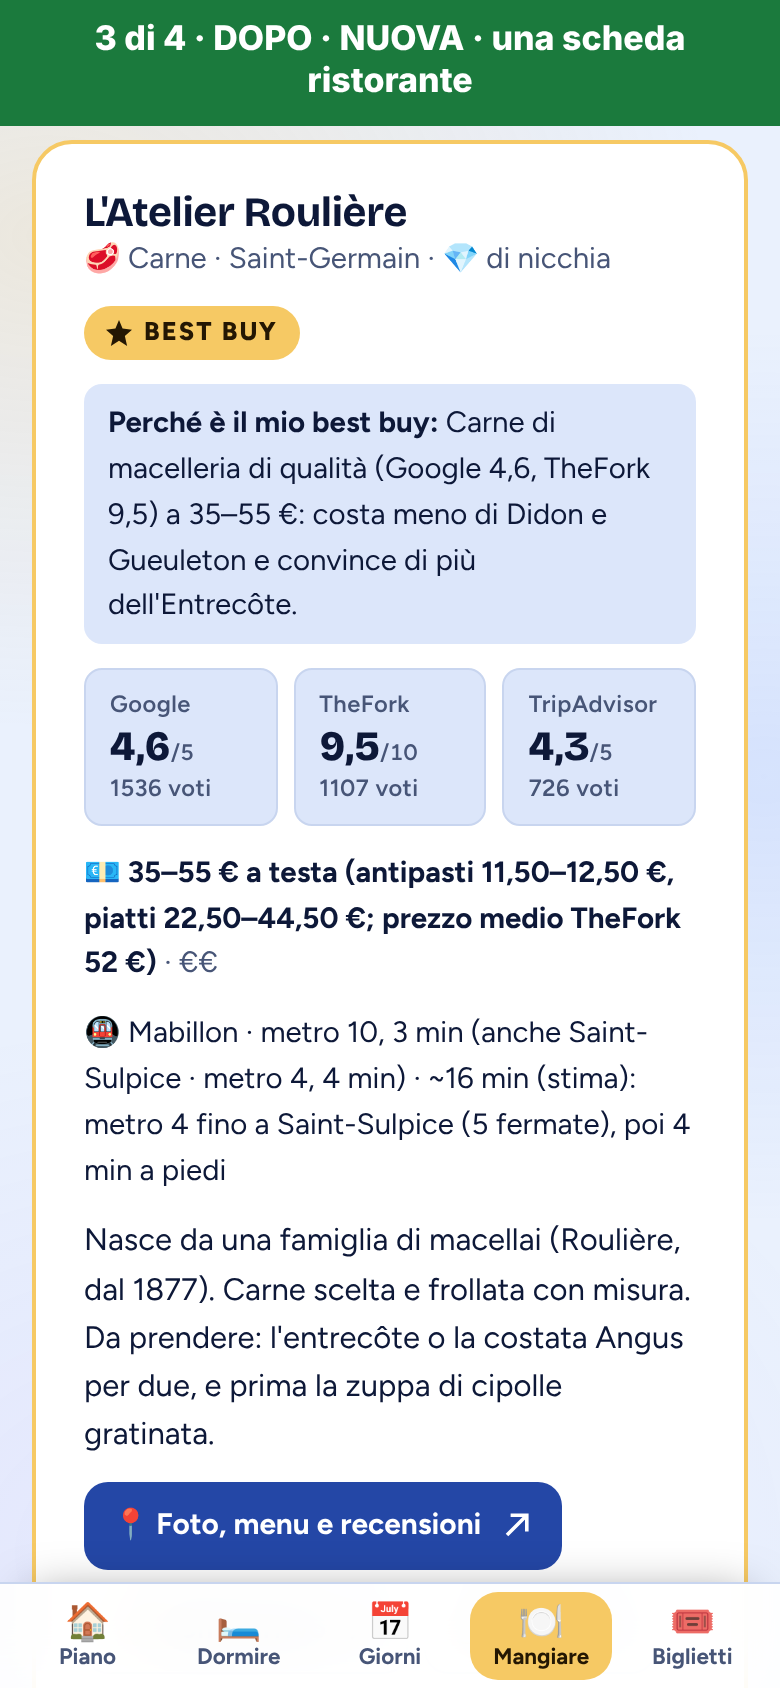 3 di 4 · DOPO · NUOVA · una scheda
ristorante
L'Atelier Roulière
🥩 Carne · Saint-Germain · 💎 di nicchia
★ BEST BUY
Perché è il mio best buy: Carne di
macelleria di qualità (Google 4,6, TheFork
9,5) a 35–55 €: costa meno di Didon e
Gueuleton e convince di più
dell'Entrecôte.
Google
4,6/5
1536 voti
TheFork
9,5/10
1107 voti
TripAdvisor
4,3/5
726 voti
💶 35–55 € a testa (antipasti 11,50–12,50 €,
piatti 22,50–44,50 €; prezzo medio TheFork
52 €) · €€
🚇 Mabillon · metro 10, 3 min (anche Saint-
Sulpice · metro 4, 4 min) · ~16 min (stima):
metro 4 fino a Saint-Sulpice (5 fermate), poi 4
min a piedi
Nasce da una famiglia di macellai (Roulière,
dal 1877). Carne scelta e frollata con misura.
Da prendere: l'entrecôte o la costata Angus
per due, e prima la zuppa di cipolle
gratinata.
📍 Foto, menu e recensioni ↗
🏠 Piano
🛏️ Dormire
July 17
Giorni
🍽️ Mangiare
🎟️ Biglietti